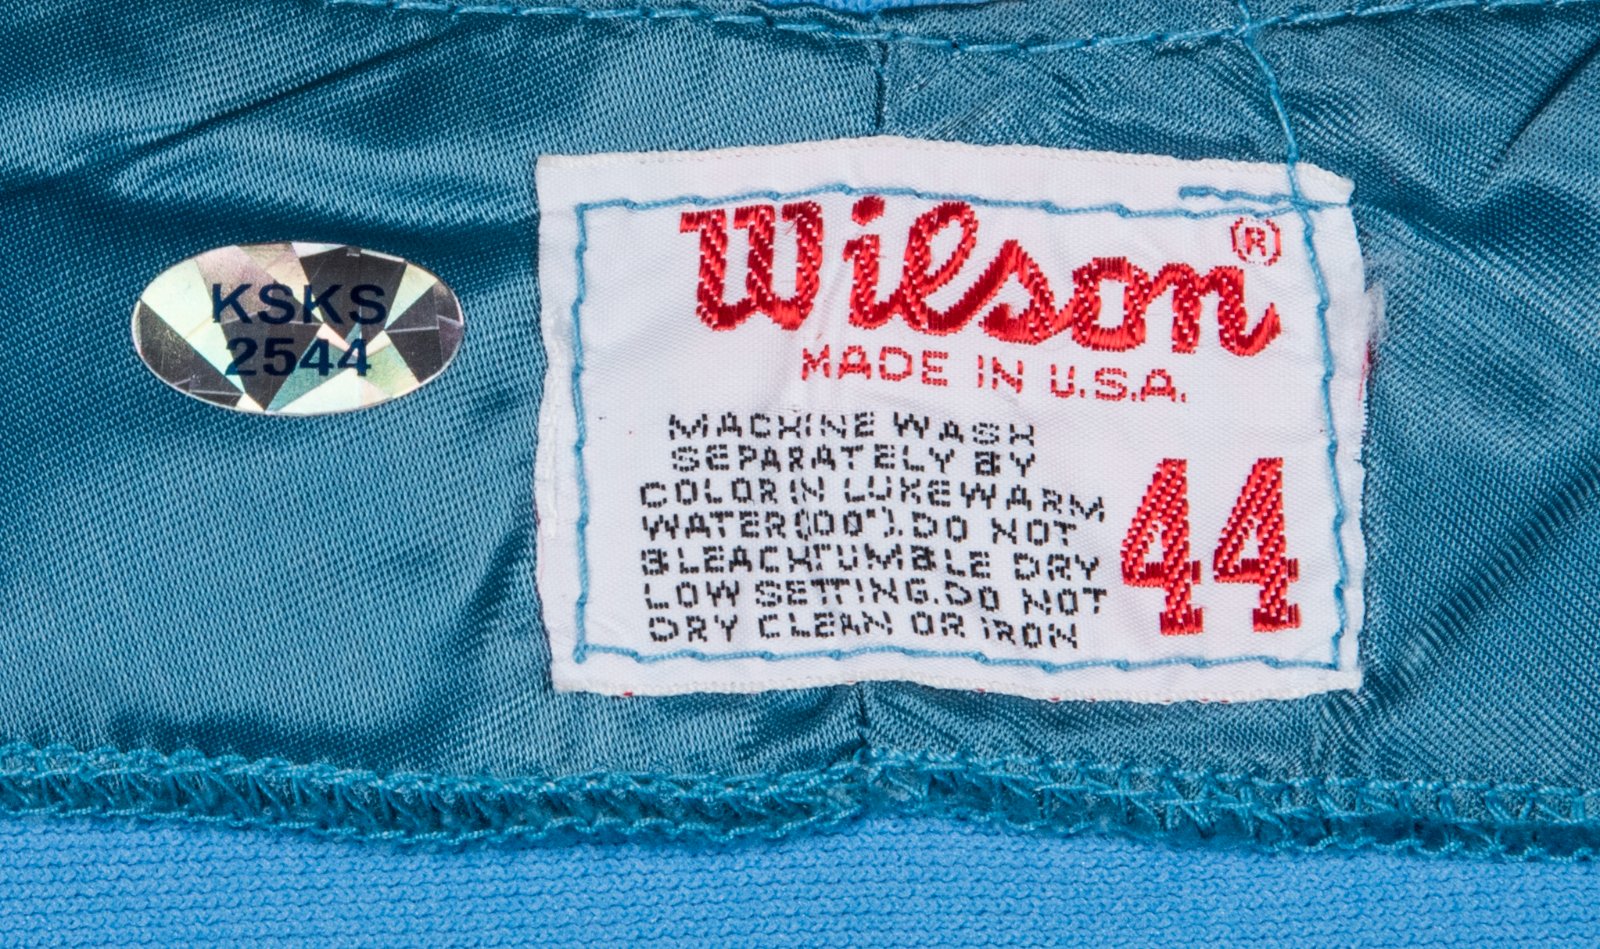 KSKS
2544
Wilson®
MADE IN U.S.A.
MACHINE WASH
SEPARATELY BY
COLOR IN LUKEWARM
WATER (00°). DO NOT
BLEACH TUMBLE DRY
LOW SETTING. DO NOT
DRY CLEAN OR IRON
44